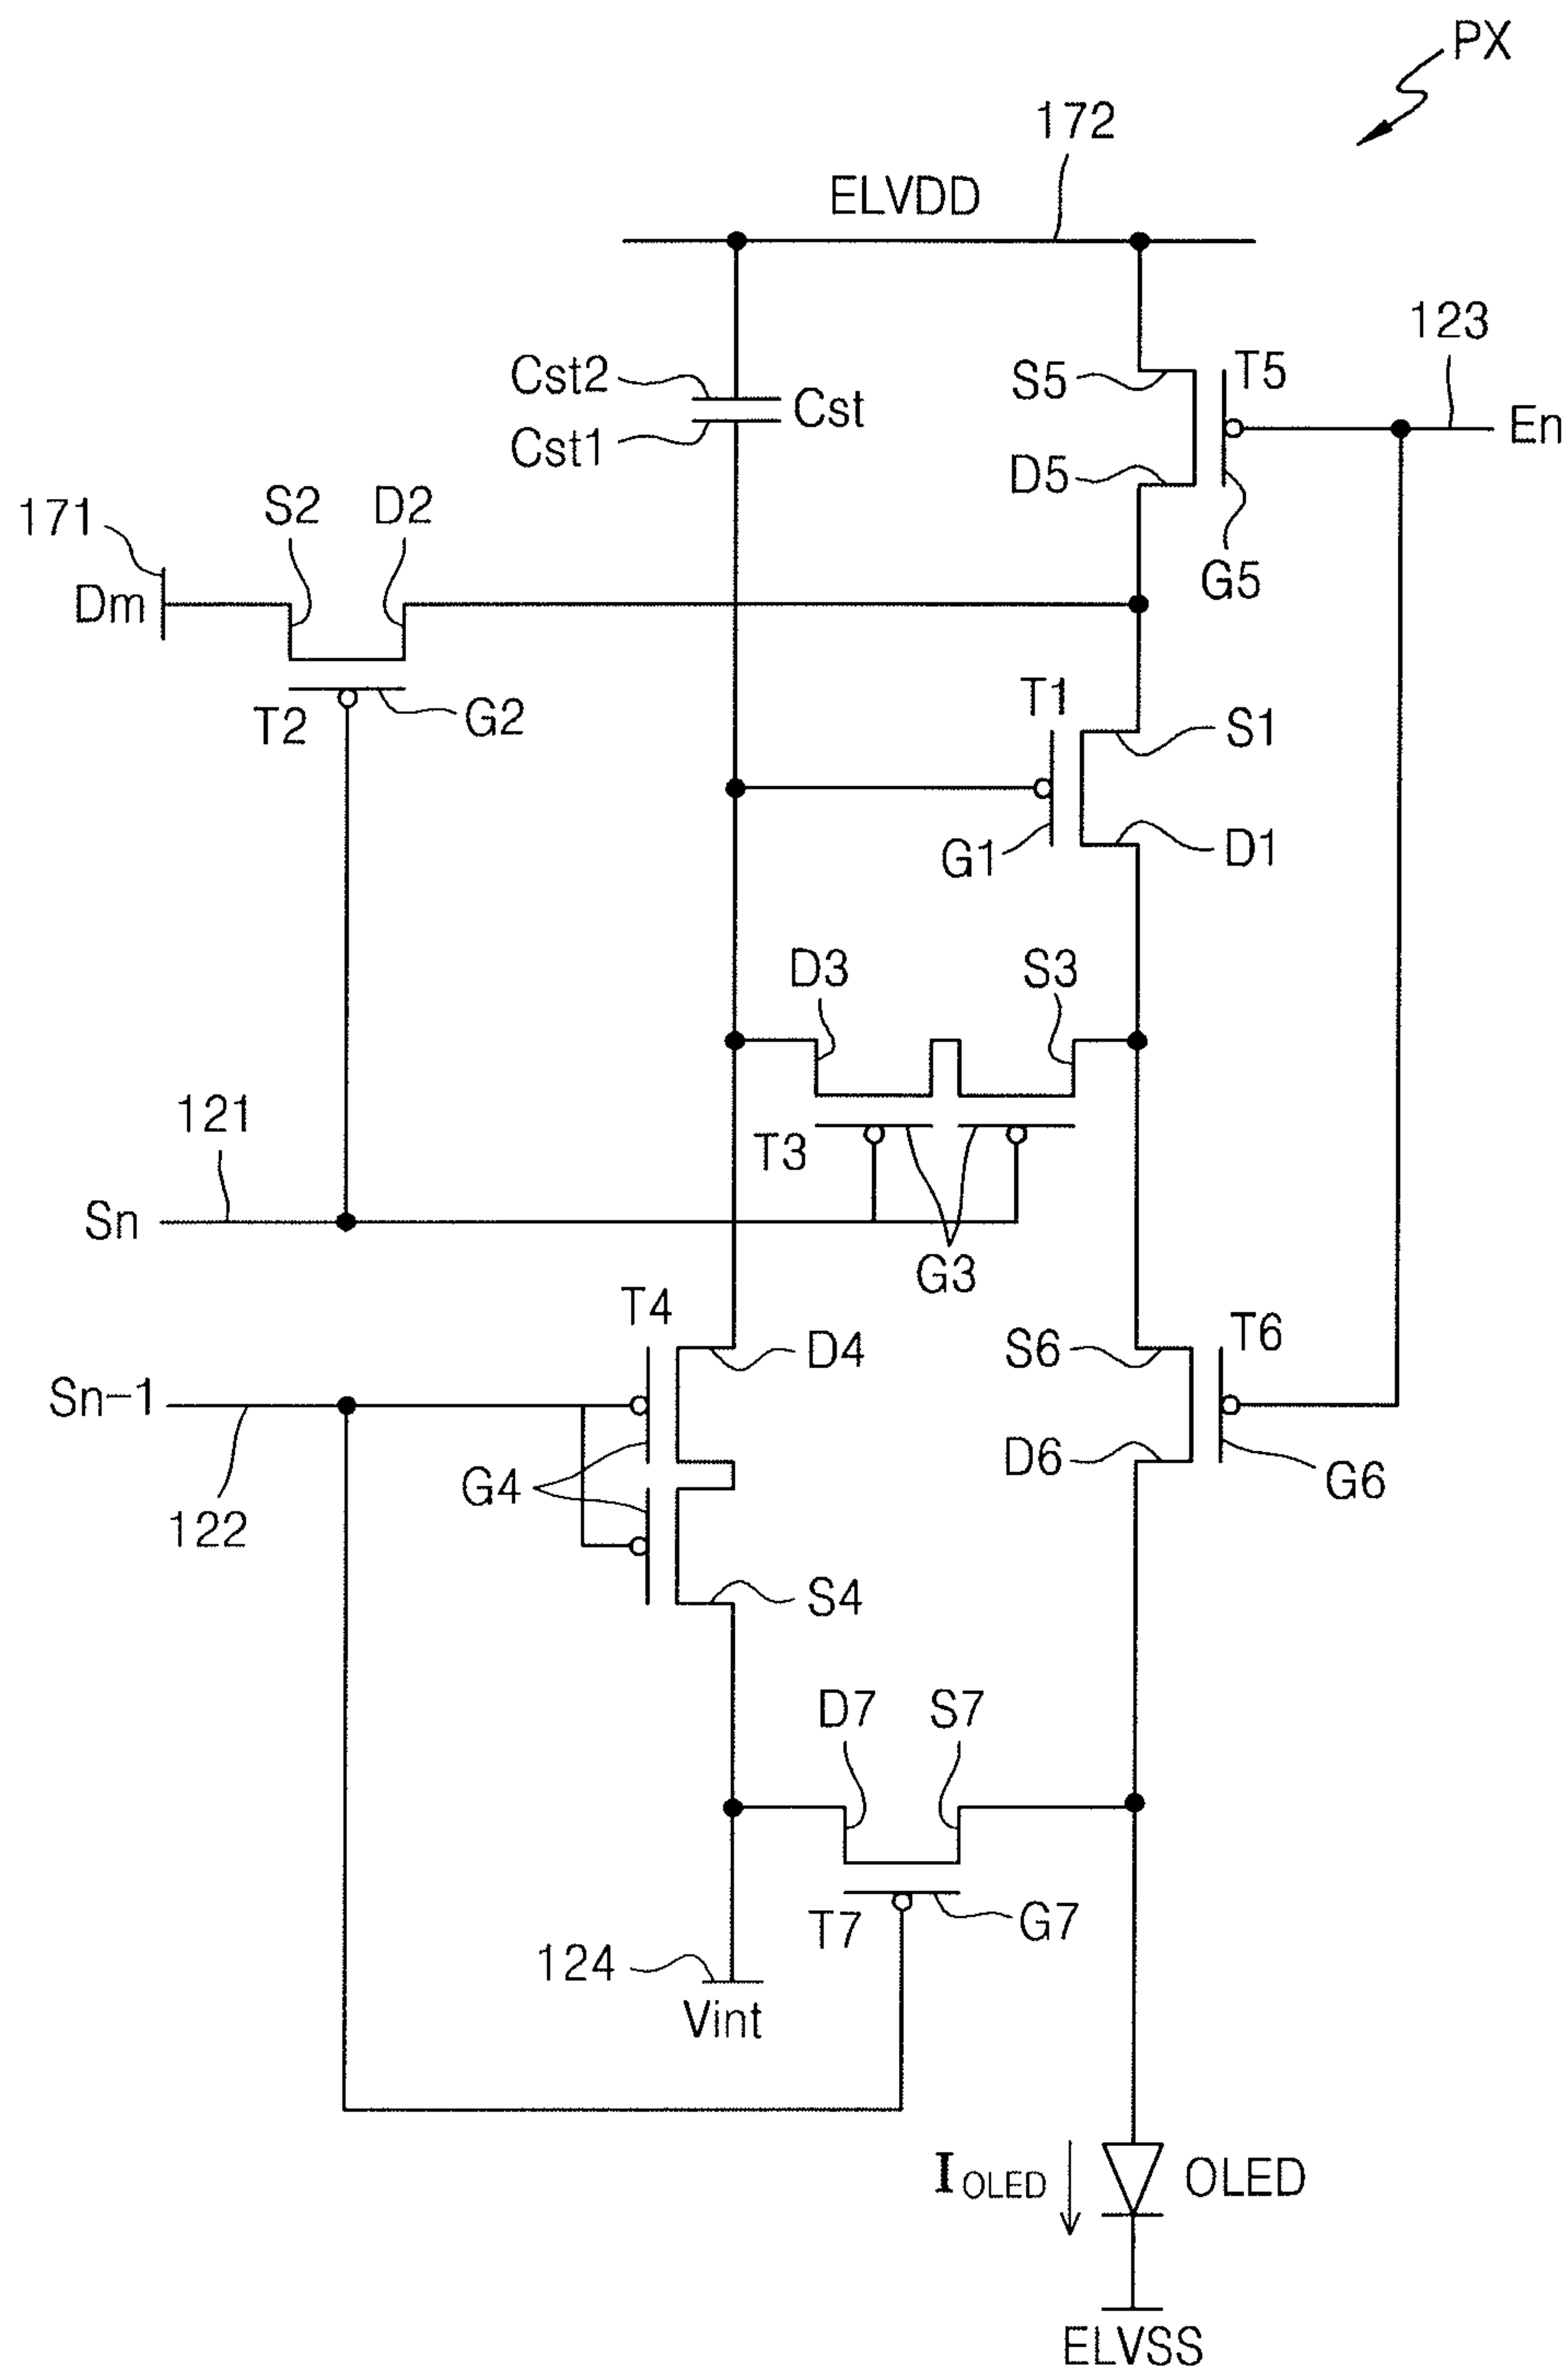 PX
172
ELVDD
123
Cst2
Cst
S5
T5
En
Cst1
D5
S2
D2
171
Dm
G5
T1
T2
G2
S1
G1
D1
D3
S3
121
T3
Sn
G3
T4
D4
S6
T6
Sn-1
G4
D6
G6
122
S4
D7
S7
T7
G7
124
Vint
IOLED
OLED
ELVSS